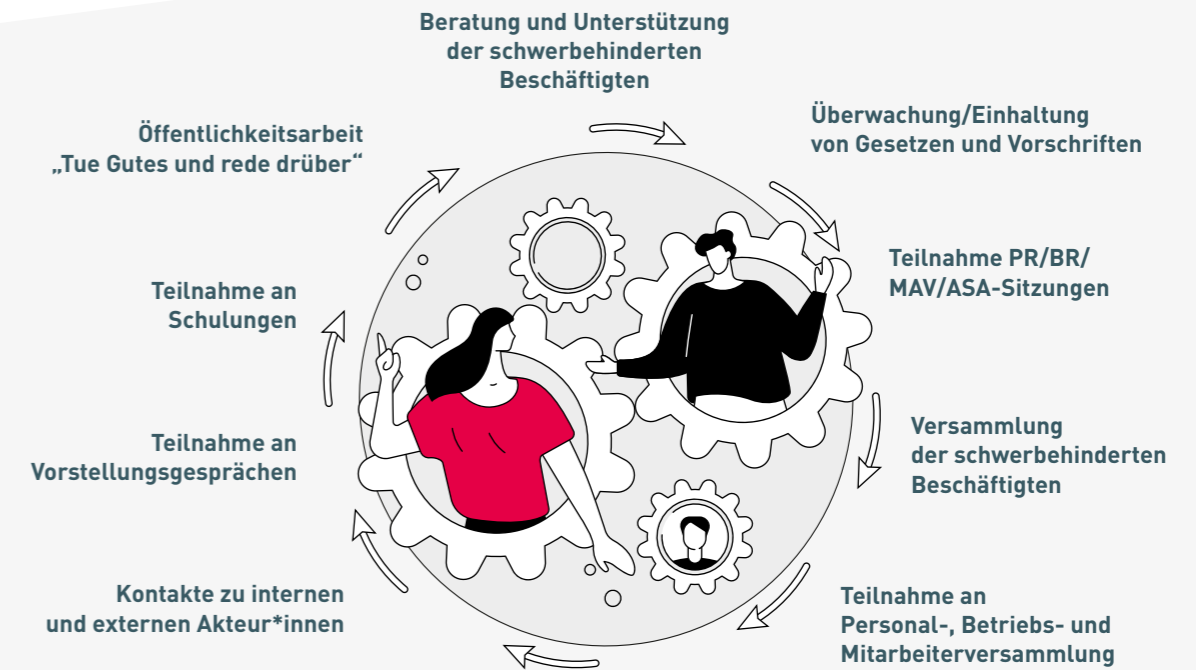 Beratung und Unterstützung
der schwerbehinderten
Beschäftigten
Überwachung/Einhaltung
von Gesetzen und Vorschriften
Teilnahme PR/BR/
MAV/ASA-Sitzungen
Versammlung
der schwerbehinderten
Beschäftigten
Teilnahme an
Personal-, Betriebs- und
Mitarbeiterversammlung
Kontakte zu internen
und externen Akteur*innen
Teilnahme an
Vorstellungsgesprächen
Teilnahme an
Schulungen
Öffentlichkeitsarbeit
„Tue Gutes und rede drüber“